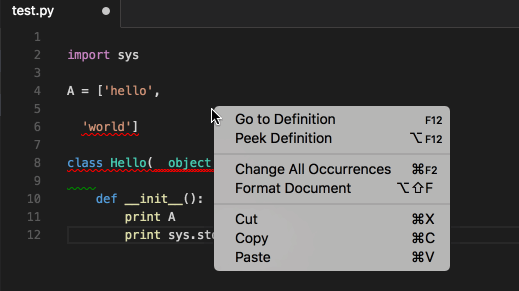 test.py
1
2 import sys
3
4 A = ['hello',
5
6 'world']
7
8 class Hello( object
9
10 def __init__():
11 print A
12 print sys.std
Go to Definition F12
Peek Definition ⌥F12
Change All Occurrences ⌘F2
Format Document ⌥⇧F
Cut ⌘X
Copy ⌘C
Paste ⌘V